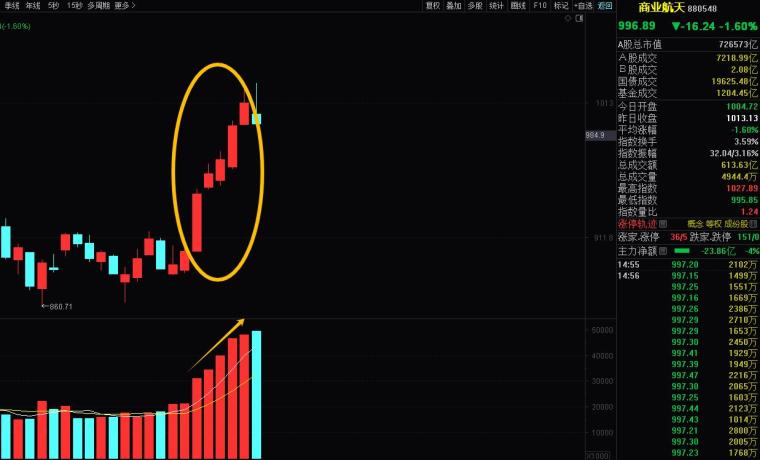 季线 年线 5秒 15秒 多周期 更多>
复权 叠加 多股 统计 画线 F10 标记 +自选 返回
(-1.60%)
1013
984.9
911.8
←860.71
50000
40000
30000
20000
10000
X1000
商业航天 880548
996.89 ▼-16.24 -1.60%
A股总市值 726573亿
A股成交 7218.99亿
B股成交 2.08亿
国债成交 19625.48亿
基金成交 1204.45亿
今日开盘 1004.72
昨日收盘 1013.13
平均涨幅 -1.60%
指数换手 3.59%
指数振幅 32.04/3.16%
总成交额 613.63亿
总成交量 4944.4万
最高指数 1027.89
最低指数 995.85
指数量比 1.24
涨停轨迹 概念 等权 成份股
涨家.涨停 36/5 跌家.跌停 151/0
主力净额 -23.86亿 -4%
14:55 997.20 2102万
14:56 997.15 1499万
997.25 1551万
997.16 1669万
997.26 2386万
997.29 2710万
997.29 1653万
997.30 2450万
997.41 1929万
997.39 1949万
997.47 2216万
997.30 2065万
997.25 1603万
997.44 2123万
997.43 1014万
997.21 2800万
997.30 2005万
997.23 1768万